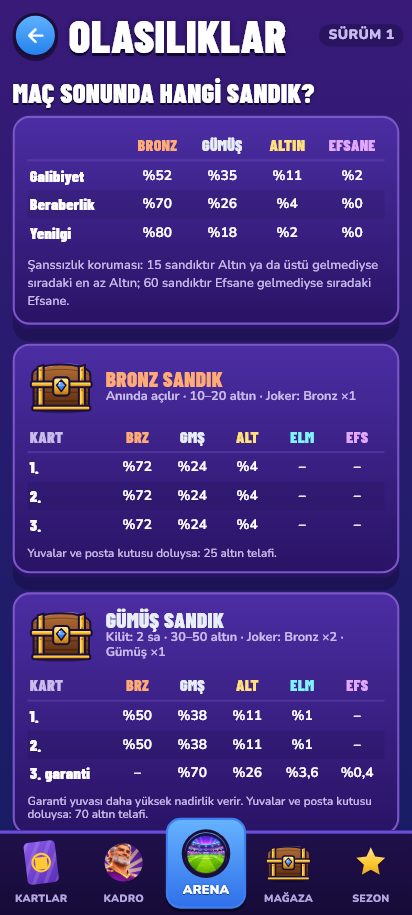 OLASILIKLAR
SÜRÜM 1
MAÇ SONUNDA HANGİ SANDIK?
BRONZ GÜMÜŞ ALTIN EFSANE
Galibiyet %52 %35 %11 %2
Beraberlik %70 %26 %4 %0
Yenilgi %80 %18 %2 %0
Şanssızlık koruması: 15 sandıktır Altın ya da üstü gelmediyse
sıradaki en az Altın; 60 sandıktır Efsane gelmediyse sıradaki
Efsane.
BRONZ SANDIK
Anında açılır · 10–20 altın · Joker: Bronz ×1
KART BRZ GMŞ ALT ELM EFS
1. %72 %24 %4 – –
2. %72 %24 %4 – –
3. %72 %24 %4 – –
Yuvalar ve posta kutusu doluysa: 25 altın telafi.
GÜMÜŞ SANDIK
Kilit: 2 sa · 30–50 altın · Joker: Bronz ×2 ·
Gümüş ×1
KART BRZ GMŞ ALT ELM EFS
1. %50 %38 %11 %1 –
2. %50 %38 %11 %1 –
3. garanti – %70 %26 %3,6 %0,4
Garanti yuvası daha yüksek nadirlik verir. Yuvalar ve posta kutusu
doluysa: 70 altın telafi.
KARTLAR KADRO ARENA MAĞAZA SEZON